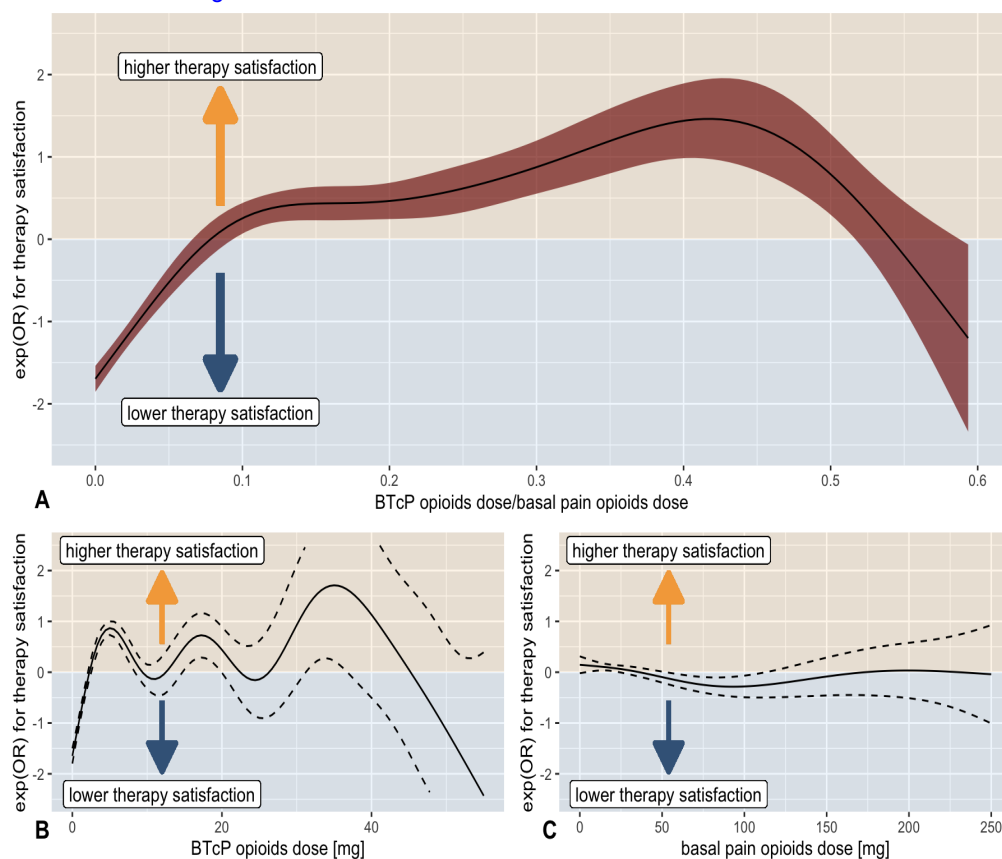 higher therapy satisfaction
exp(OR) for therapy satisfaction
2
1
0
-1
-2
lower therapy satisfaction
0.0 0.1 0.2 0.3 0.4 0.5 0.6
A BTcP opioids dose/basal pain opioids dose
higher therapy satisfaction
exp(OR) for therapy satisfaction
2
1
0
-1
-2
lower therapy satisfaction
0 20 40
B BTcP opioids dose [mg]
higher therapy satisfaction
exp(OR) for therapy satisfaction
2
1
0
-1
-2
lower therapy satisfaction
0 50 100 150 200 250
C basal pain opioids dose [mg]